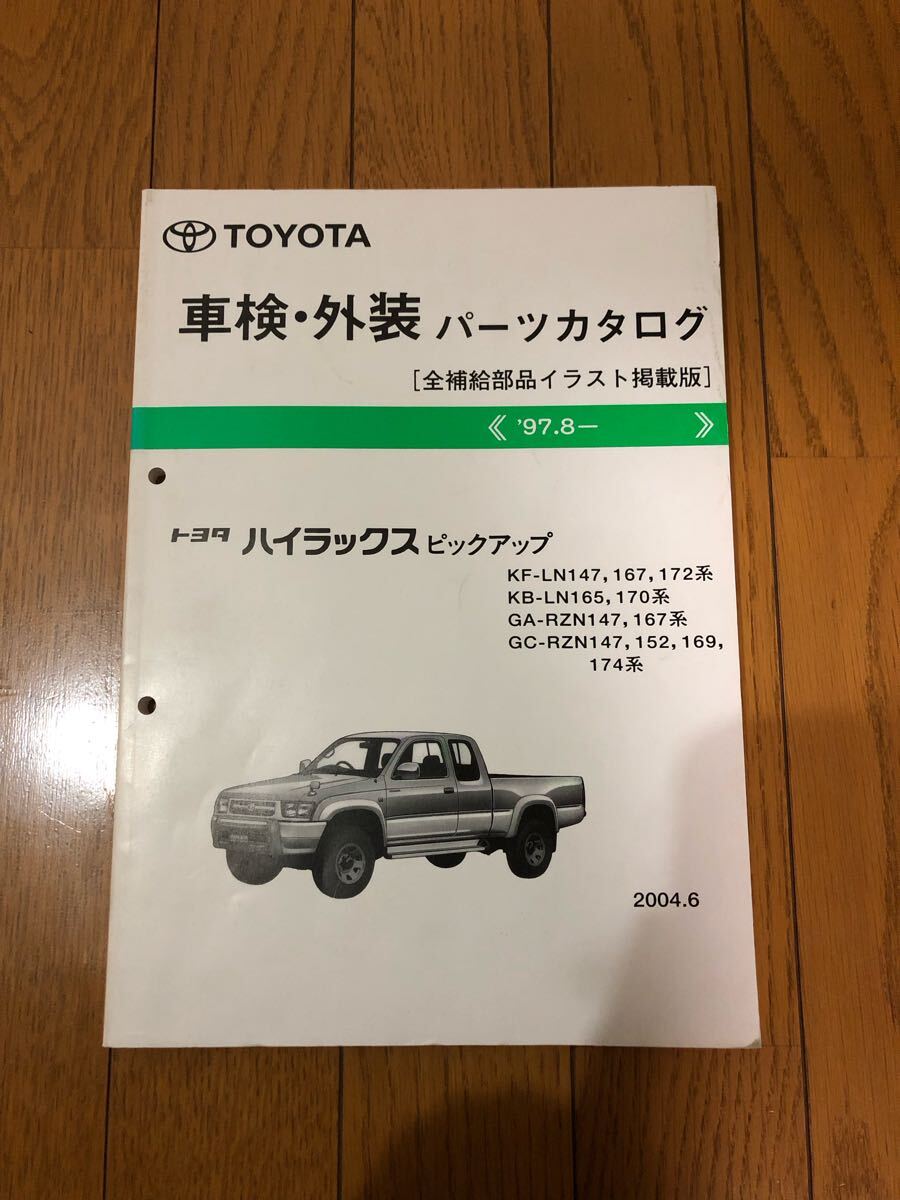 TOYOTA
車検・外装 パーツカタログ
[全補給部品イラスト掲載版]
《 '97.8― 》
トヨタ ハイラックス ピックアップ
KF-LN147, 167, 172系
KB-LN165, 170系
GA-RZN147, 167系
GC-RZN147, 152, 169,
174系
2004.6